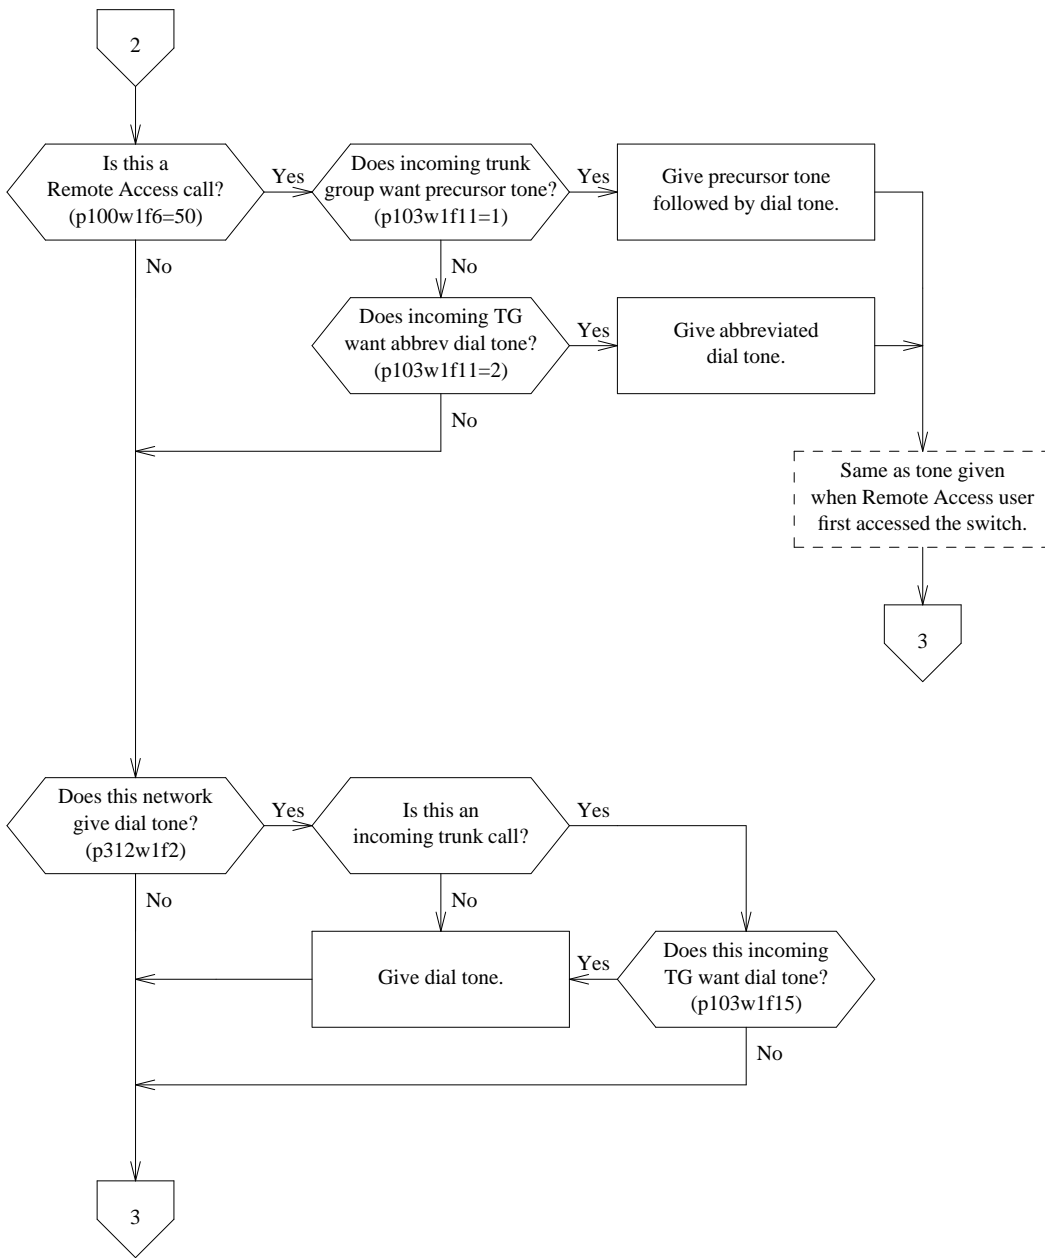 2
Is this a
Remote Access call?
(p100w1f6=50)
Yes
Does incoming trunk
group want precursor tone?
(p103w1f11=1)
Yes
Give precursor tone
followed by dial tone.
No
No
Does incoming TG
want abbrev dial tone?
(p103w1f11=2)
Yes
Give abbreviated
dial tone.
No
Same as tone given
when Remote Access user
first accessed the switch.
3
Does this network
give dial tone?
(p312w1f2)
Yes
Is this an
incoming trunk call?
Yes
No
No
Give dial tone.
Yes
Does this incoming
TG want dial tone?
(p103w1f15)
No
3